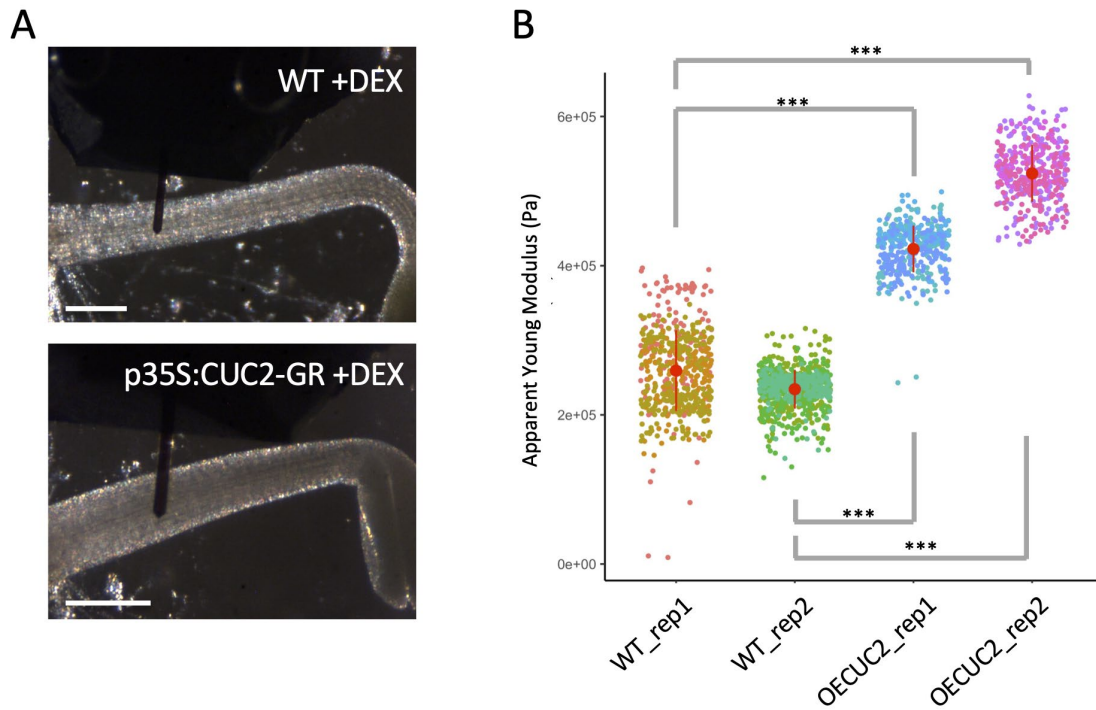 A
WT +DEX
p35S:CUC2-GR +DEX
B
***
***
6e+05
4e+05
2e+05
0e+00
Apparent Young Modulus (Pa)
***
***
WT_rep1
WT_rep2
OECUC2_rep1
OECUC2_rep2